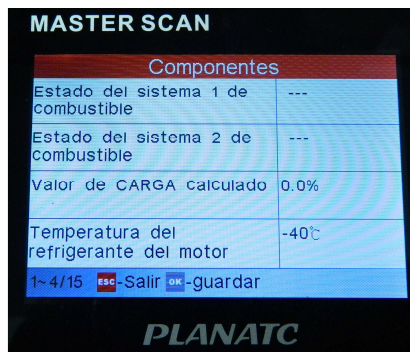 MASTER SCAN
Componentes
Estado del sistema 1 de
combustible
---
Estado del sistema 2 de
combustible
---
Valor de CARGA calculado 0.0%
Temperatura del
refrigerante del motor
-40℃
1~4/15 ESC-Salir OK-guardar
PLANATC